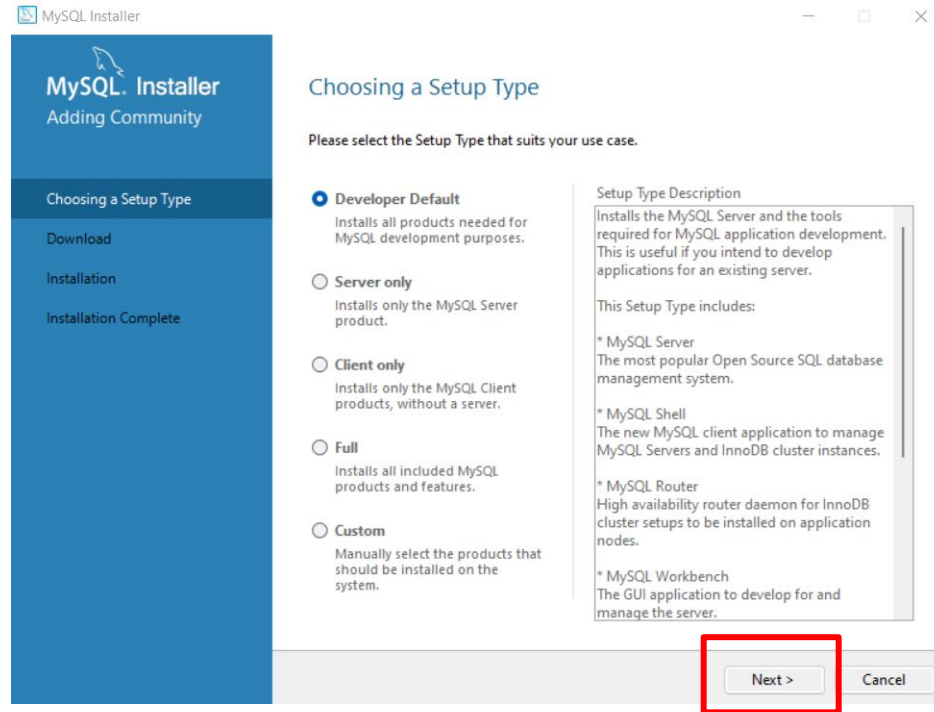 MySQL Installer
MySQL. Installer
Adding Community
Choosing a Setup Type
Download
Installation
Installation Complete
Choosing a Setup Type
Please select the Setup Type that suits your use case.
Developer Default
Installs all products needed for
MySQL development purposes.
Server only
Installs only the MySQL Server
product.
Client only
Installs only the MySQL Client
products, without a server.
Full
Installs all included MySQL
products and features.
Custom
Manually select the products that
should be installed on the
system.
Setup Type Description
Installs the MySQL Server and the tools
required for MySQL application development.
This is useful if you intend to develop
applications for an existing server.
This Setup Type includes:
* MySQL Server
The most popular Open Source SQL database
management system.
* MySQL Shell
The new MySQL client application to manage
MySQL Servers and InnoDB cluster instances.
* MySQL Router
High availability router daemon for InnoDB
cluster setups to be installed on application
nodes.
* MySQL Workbench
The GUI application to develop for and
manage the server.
Next >
Cancel